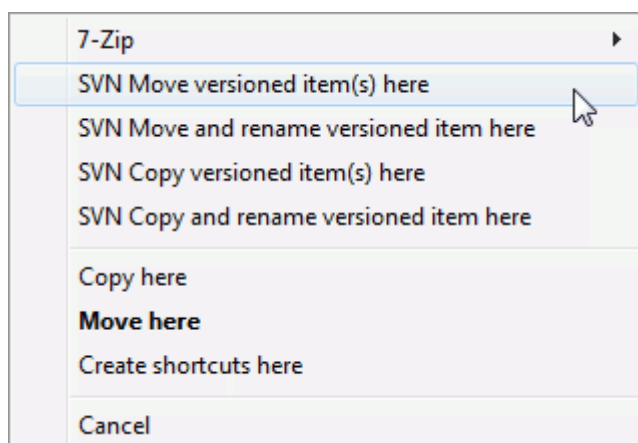 7-Zip
SVN Move versioned item(s) here
SVN Move and rename versioned item here
SVN Copy versioned item(s) here
SVN Copy and rename versioned item here
Copy here
Move here
Create shortcuts here
Cancel